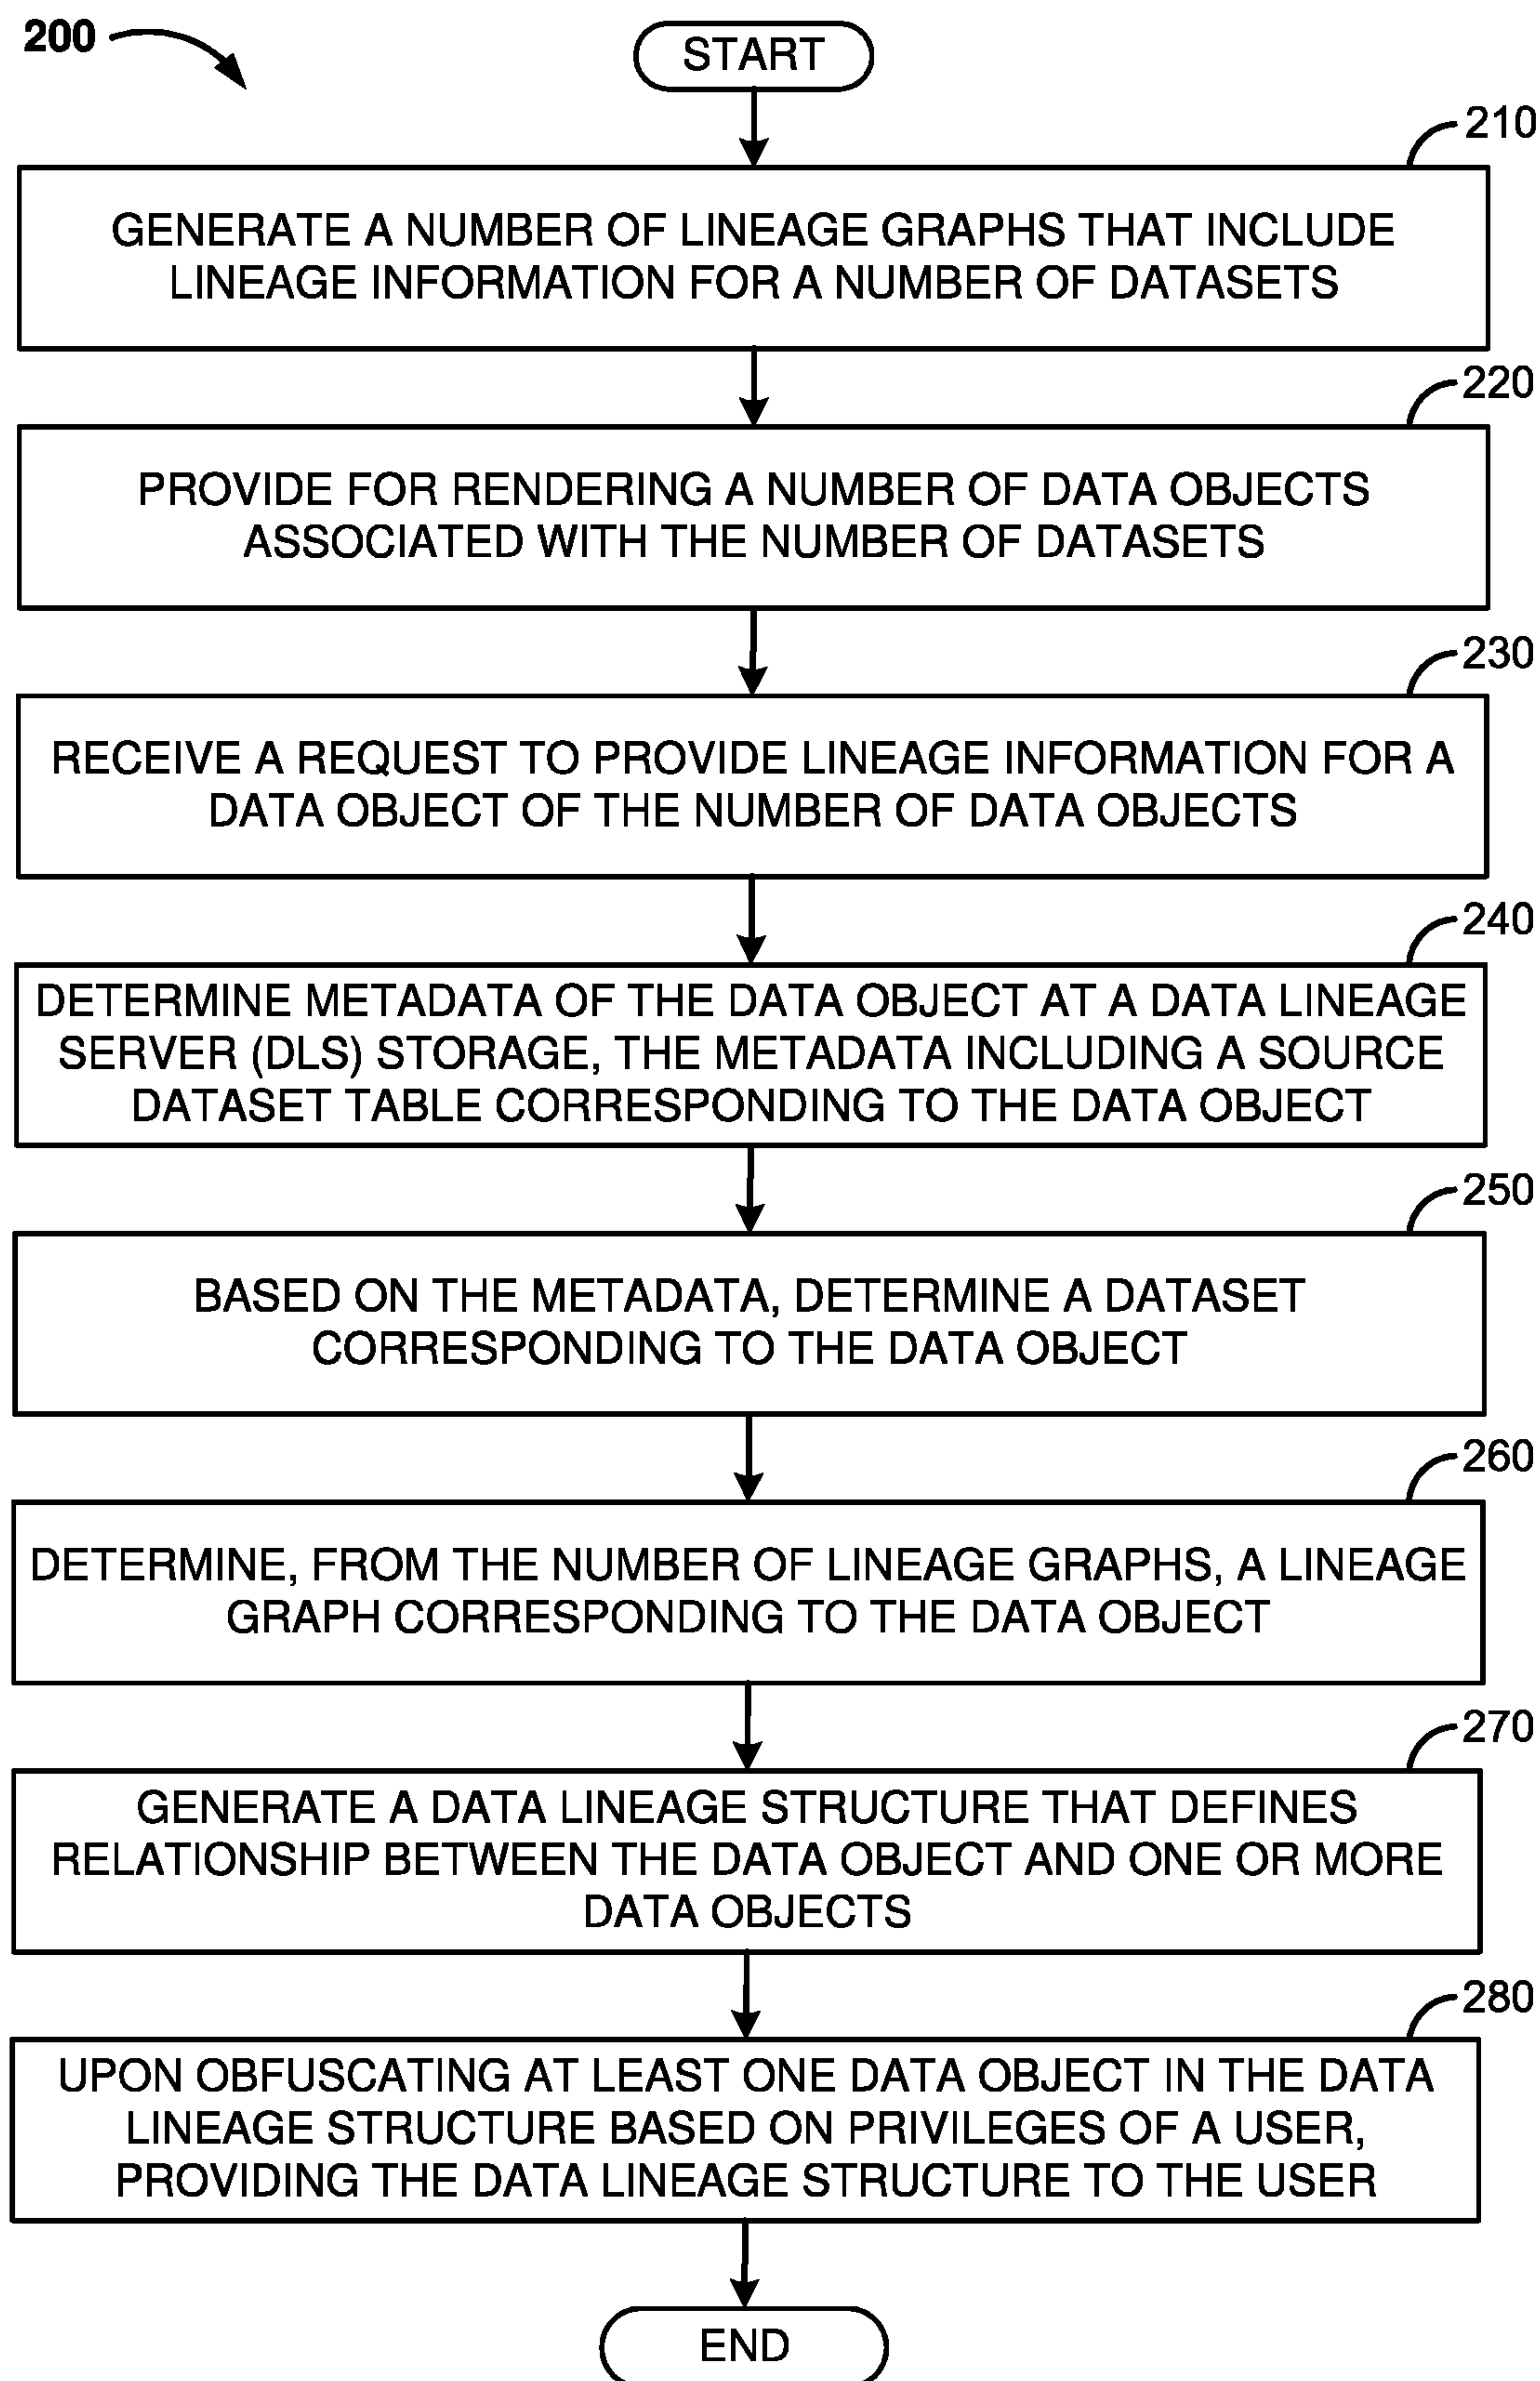 200
START
210
GENERATE A NUMBER OF LINEAGE GRAPHS THAT INCLUDE
LINEAGE INFORMATION FOR A NUMBER OF DATASETS
220
PROVIDE FOR RENDERING A NUMBER OF DATA OBJECTS
ASSOCIATED WITH THE NUMBER OF DATASETS
230
RECEIVE A REQUEST TO PROVIDE LINEAGE INFORMATION FOR A
DATA OBJECT OF THE NUMBER OF DATA OBJECTS
240
DETERMINE METADATA OF THE DATA OBJECT AT A DATA LINEAGE
SERVER (DLS) STORAGE, THE METADATA INCLUDING A SOURCE
DATASET TABLE CORRESPONDING TO THE DATA OBJECT
250
BASED ON THE METADATA, DETERMINE A DATASET
CORRESPONDING TO THE DATA OBJECT
260
DETERMINE, FROM THE NUMBER OF LINEAGE GRAPHS, A LINEAGE
GRAPH CORRESPONDING TO THE DATA OBJECT
270
GENERATE A DATA LINEAGE STRUCTURE THAT DEFINES
RELATIONSHIP BETWEEN THE DATA OBJECT AND ONE OR MORE
DATA OBJECTS
280
UPON OBFUSCATING AT LEAST ONE DATA OBJECT IN THE DATA
LINEAGE STRUCTURE BASED ON PRIVILEGES OF A USER,
PROVIDING THE DATA LINEAGE STRUCTURE TO THE USER
END